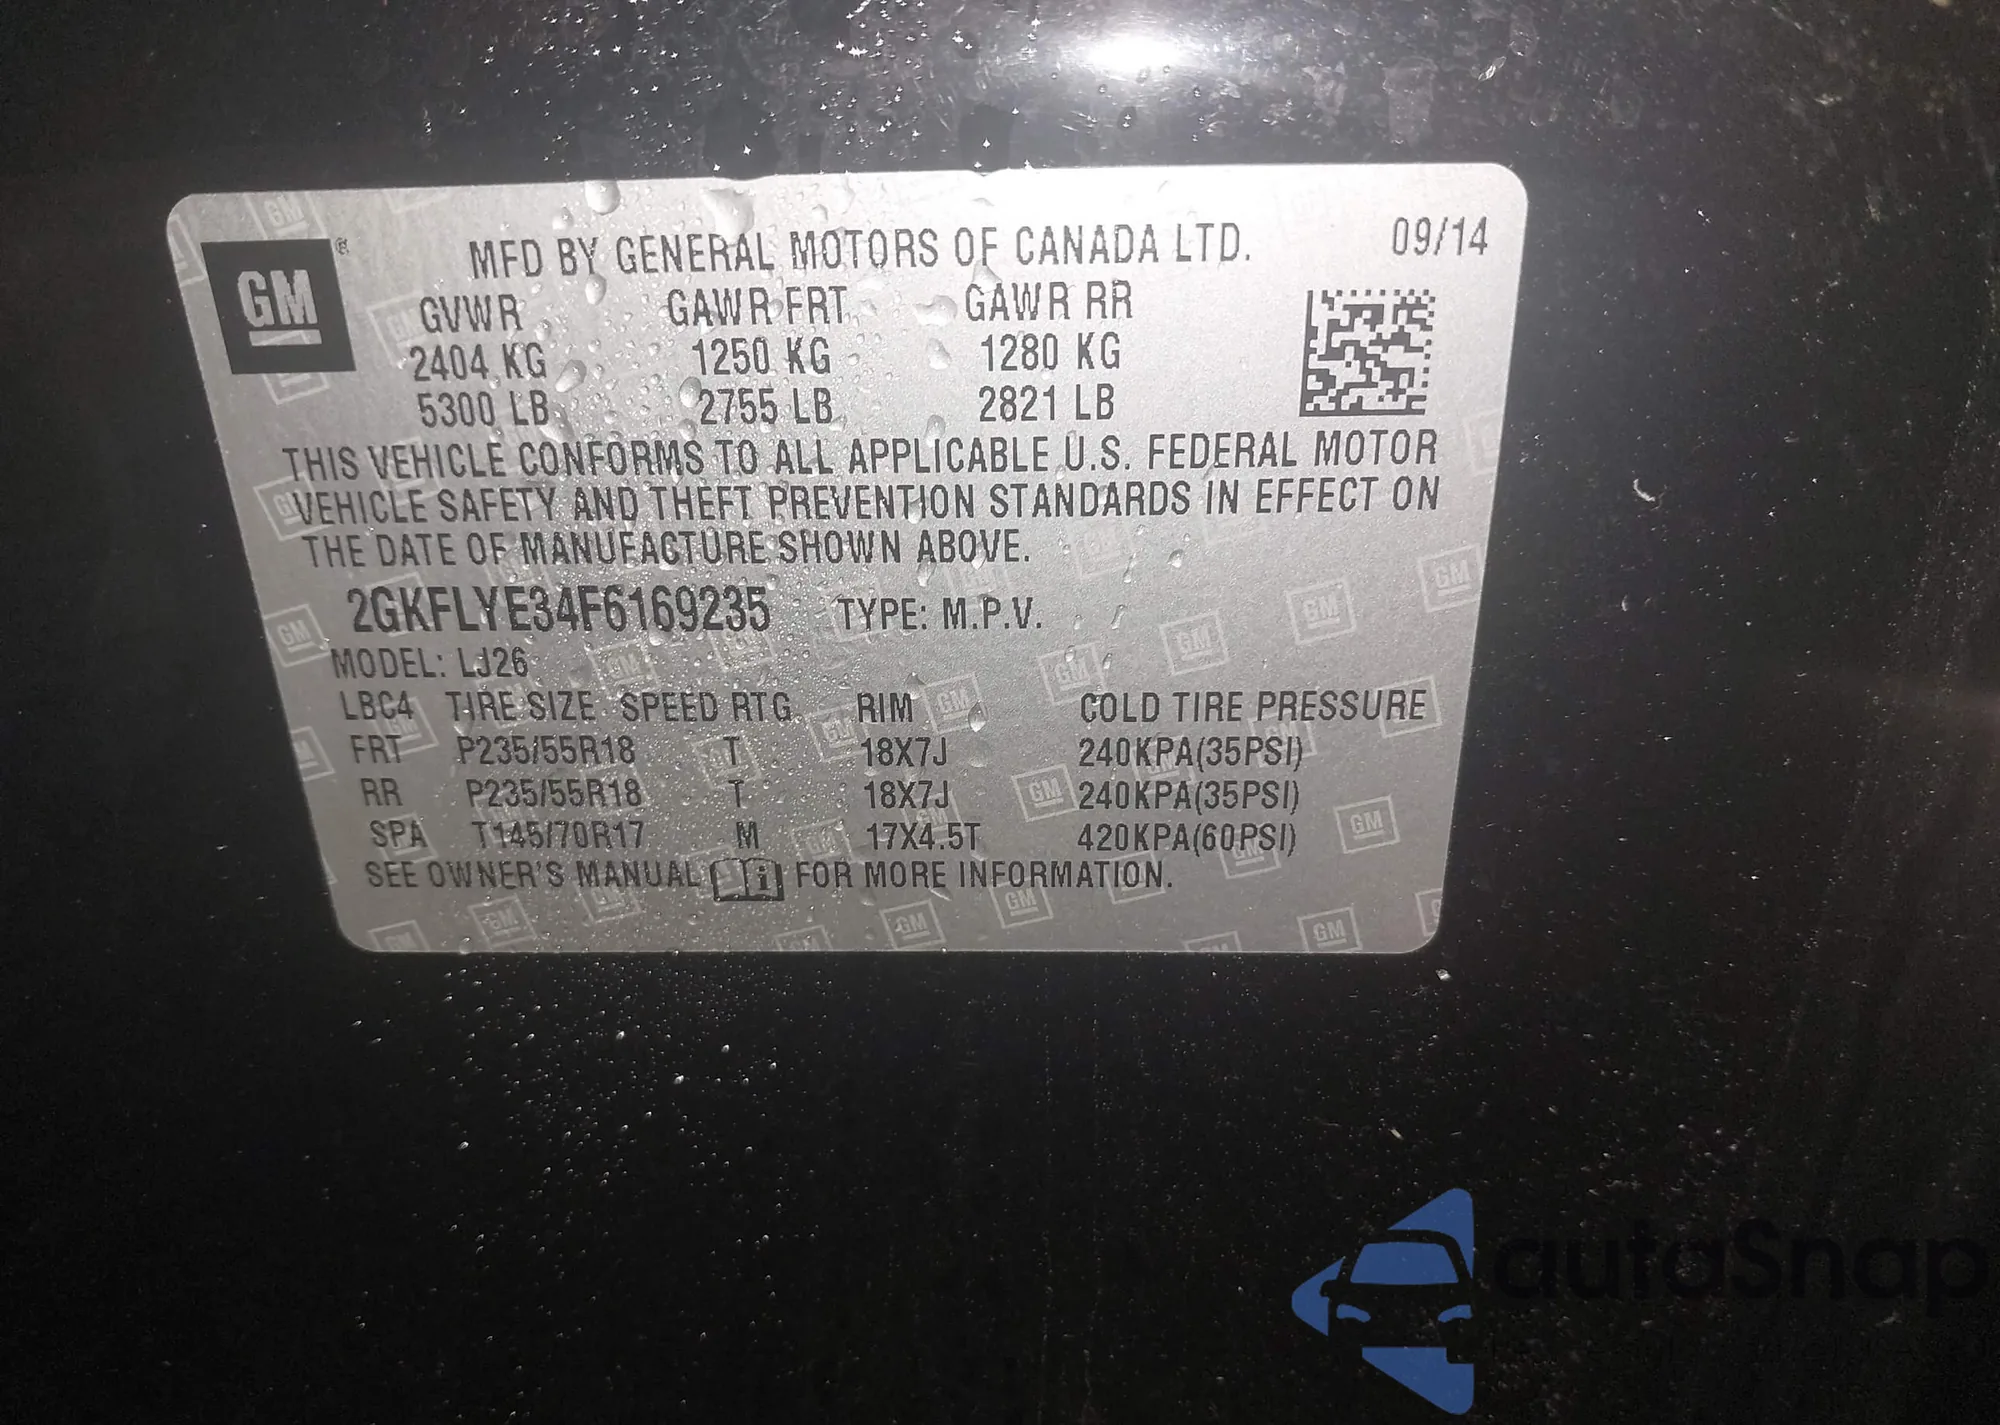 GM ®
MFD BY GENERAL MOTORS OF CANADA LTD. 09/14
GVWR GAWR FRT GAWR RR
2404 KG 1250 KG 1280 KG
5300 LB 2755 LB 2821 LB
THIS VEHICLE CONFORMS TO ALL APPLICABLE U.S. FEDERAL MOTOR
VEHICLE SAFETY AND THEFT PREVENTION STANDARDS IN EFFECT ON
THE DATE OF MANUFACTURE SHOWN ABOVE.
2GKFLYE34F6169235 TYPE: M.P.V.
MODEL: LJ26
LBC4 TIRE SIZE SPEED RTG RIM COLD TIRE PRESSURE
FRT P235/55R18 T 18X7J 240KPA(35PSI)
RR P235/55R18 T 18X7J 240KPA(35PSI)
SPA T145/70R17 M 17X4.5T 420KPA(60PSI)
SEE OWNER'S MANUAL i FOR MORE INFORMATION.
autaSnap